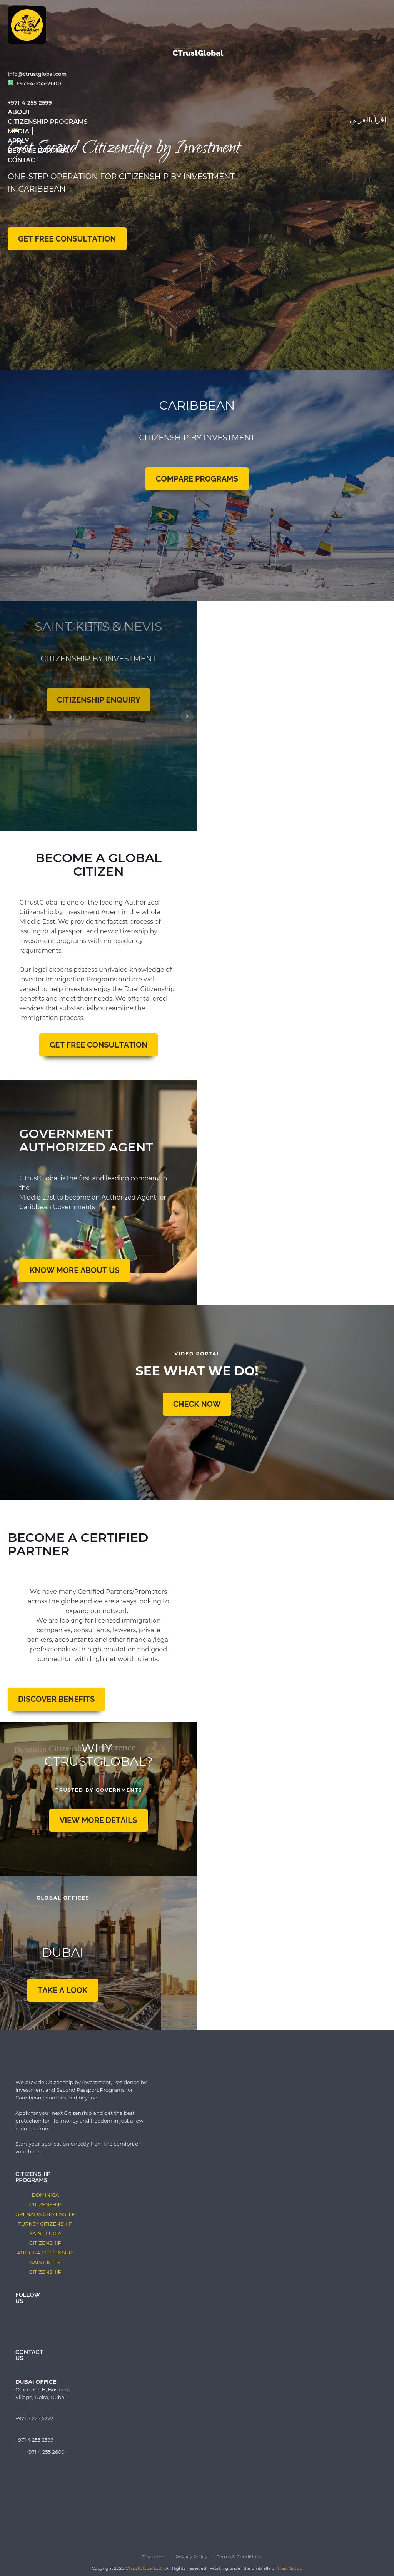 CTrustGlobal
info@ctrustglobal.com
+971-4-255-2600
+971-4-255-2599
ABOUT
CITIZENSHIP PROGRAMS
MEDIA
APPLY
CONTACT
اقرأ بالعربي
Second Citizenship by Investment
ONE-STEP OPERATION FOR CITIZENSHIP BY INVESTMENT
IN CARIBBEAN
GET FREE CONSULTATION
CARIBBEAN
CITIZENSHIP BY INVESTMENT
COMPARE PROGRAMS
SAINT KITTS & NEVIS
CITIZENSHIP BY INVESTMENT
CITIZENSHIP ENQUIRY
BECOME A GLOBAL
CITIZEN
CTrustGlobal is one of the leading Authorized
Citizenship by Investment Agent in the whole
Middle East. We provide the fastest process of
issuing dual passport and new citizenship by
investment programs with no residency
requirements.
Our legal experts possess unrivaled knowledge of
Investor Immigration Programs and are well-
versed to help investors enjoy the Dual Citizenship
benefits and meet their needs. We offer tailored
services that substantially streamline the
immigration process.
GET FREE CONSULTATION
GOVERNMENT
AUTHORIZED AGENT
CTrustGlobal is the first and leading company in
the
Middle East to become an Authorized Agent for
Caribbean Governments
KNOW MORE ABOUT US
VIDEO PORTAL
SEE WHAT WE DO!
CHECK NOW
PASSPORT
BECOME A CERTIFIED
PARTNER
We have many Certified Partners/Promoters
across the globe and we are always looking to
expand our network.
We are looking for licensed immigration
companies, consultants, lawyers, private
bankers, accountants and other financial/legal
professionals with high reputation and good
connection with high net worth clients.
DISCOVER BENEFITS
WHY
CTRUSTGLOBAL?
TRUSTED BY GOVERNMENTS
VIEW MORE DETAILS
GLOBAL OFFICES
DUBAI
TAKE A LOOK
We provide Citizenship by Investment, Residence by
Investment and Second Passport Programs for
Caribbean countries and beyond.
Apply for your next Citizenship and get the best
protection for life, money and freedom in just a few
months time.
Start your application directly from the comfort of
your home.
CITIZENSHIP
PROGRAMS
DOMINICA
CITIZENSHIP
GRENADA CITIZENSHIP
TURKEY CITIZENSHIP
SAINT LUCIA
CITIZENSHIP
ANTIGUA CITIZENSHIP
SAINT KITTS
CITIZENSHIP
FOLLOW
US
CONTACT
US
DUBAI OFFICE
Office 506 B, Business
Village, Deira, Dubai
+971 4 225 5272
+971 4 255 2599
+971 4 255 2600
Disclaimer Privacy Policy Terms & Conditions
Copyright 2020 CTrustGlobal Ltd. | All Rights Reserved | Working under the umbrella of Trust Group